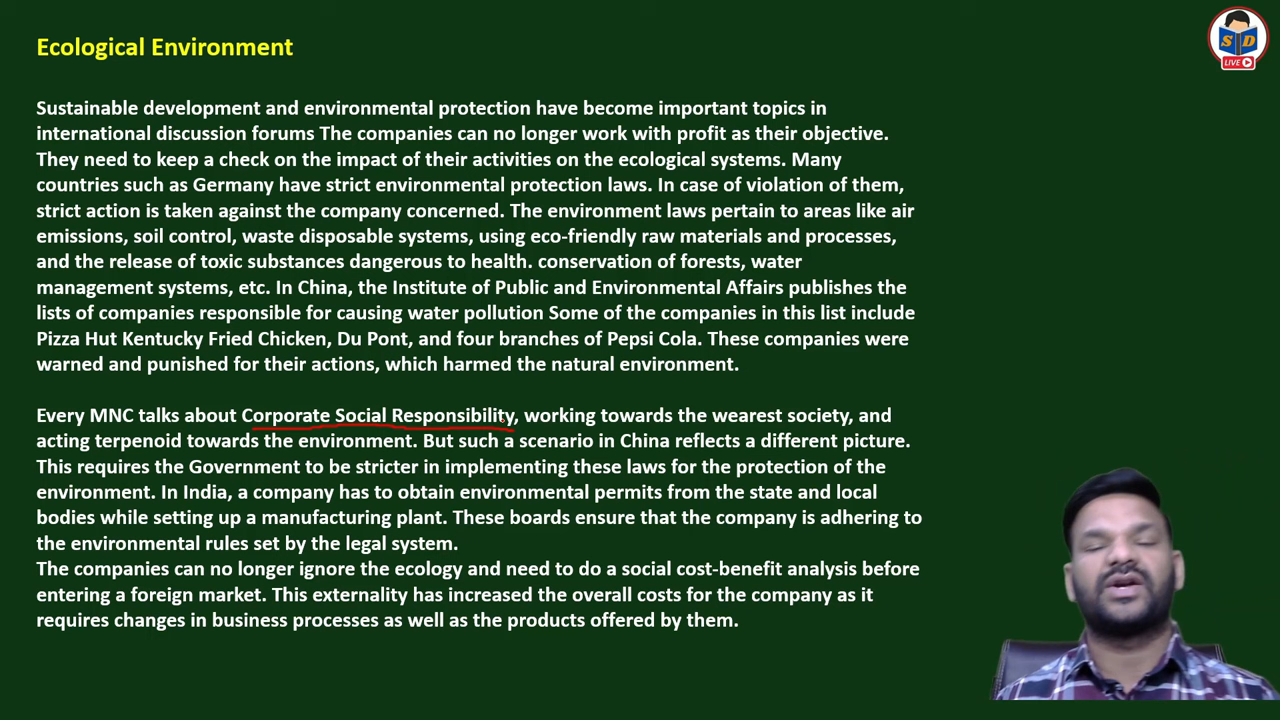 Ecological Environment
Sustainable development and environmental protection have become important topics in
international discussion forums The companies can no longer work with profit as their objective.
They need to keep a check on the impact of their activities on the ecological systems. Many
countries such as Germany have strict environmental protection laws. In case of violation of them,
strict action is taken against the company concerned. The environment laws pertain to areas like air
emissions, soil control, waste disposable systems, using eco-friendly raw materials and processes,
and the release of toxic substances dangerous to health. conservation of forests, water
management systems, etc. In China, the Institute of Public and Environmental Affairs publishes the
lists of companies responsible for causing water pollution Some of the companies in this list include
Pizza Hut Kentucky Fried Chicken, Du Pont, and four branches of Pepsi Cola. These companies were
warned and punished for their actions, which harmed the natural environment.
Every MNC talks about Corporate Social Responsibility, working towards the wearest society, and
acting terpenoid towards the environment. But such a scenario in China reflects a different picture.
This requires the Government to be stricter in implementing these laws for the protection of the
environment. In India, a company has to obtain environmental permits from the state and local
bodies while setting up a manufacturing plant. These boards ensure that the company is adhering to
the environmental rules set by the legal system.
The companies can no longer ignore the ecology and need to do a social cost-benefit analysis before
entering a foreign market. This externality has increased the overall costs for the company as it
requires changes in business processes as well as the products offered by them.
S D
LIVE